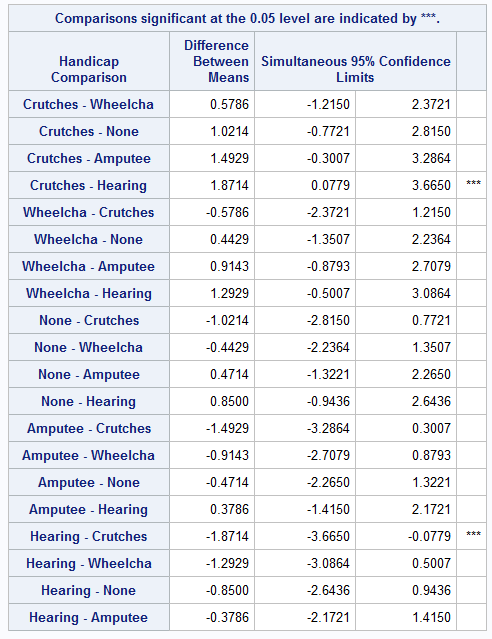 Comparisons significant at the 0.05 level are indicated by ***.
Handicap Comparison Difference Between Means Simultaneous 95% Confidence Limits
Crutches - Wheelcha 0.5786 -1.2150 2.3721
Crutches - None 1.0214 -0.7721 2.8150
Crutches - Amputee 1.4929 -0.3007 3.2864
Crutches - Hearing 1.8714 0.0779 3.6650 ***
Wheelcha - Crutches -0.5786 -2.3721 1.2150
Wheelcha - None 0.4429 -1.3507 2.2364
Wheelcha - Amputee 0.9143 -0.8793 2.7079
Wheelcha - Hearing 1.2929 -0.5007 3.0864
None - Crutches -1.0214 -2.8150 0.7721
None - Wheelcha -0.4429 -2.2364 1.3507
None - Amputee 0.4714 -1.3221 2.2650
None - Hearing 0.8500 -0.9436 2.6436
Amputee - Crutches -1.4929 -3.2864 0.3007
Amputee - Wheelcha -0.9143 -2.7079 0.8793
Amputee - None -0.4714 -2.2650 1.3221
Amputee - Hearing 0.3786 -1.4150 2.1721
Hearing - Crutches -1.8714 -3.6650 -0.0779 ***
Hearing - Wheelcha -1.2929 -3.0864 0.5007
Hearing - None -0.8500 -2.6436 0.9436
Hearing - Amputee -0.3786 -2.1721 1.4150